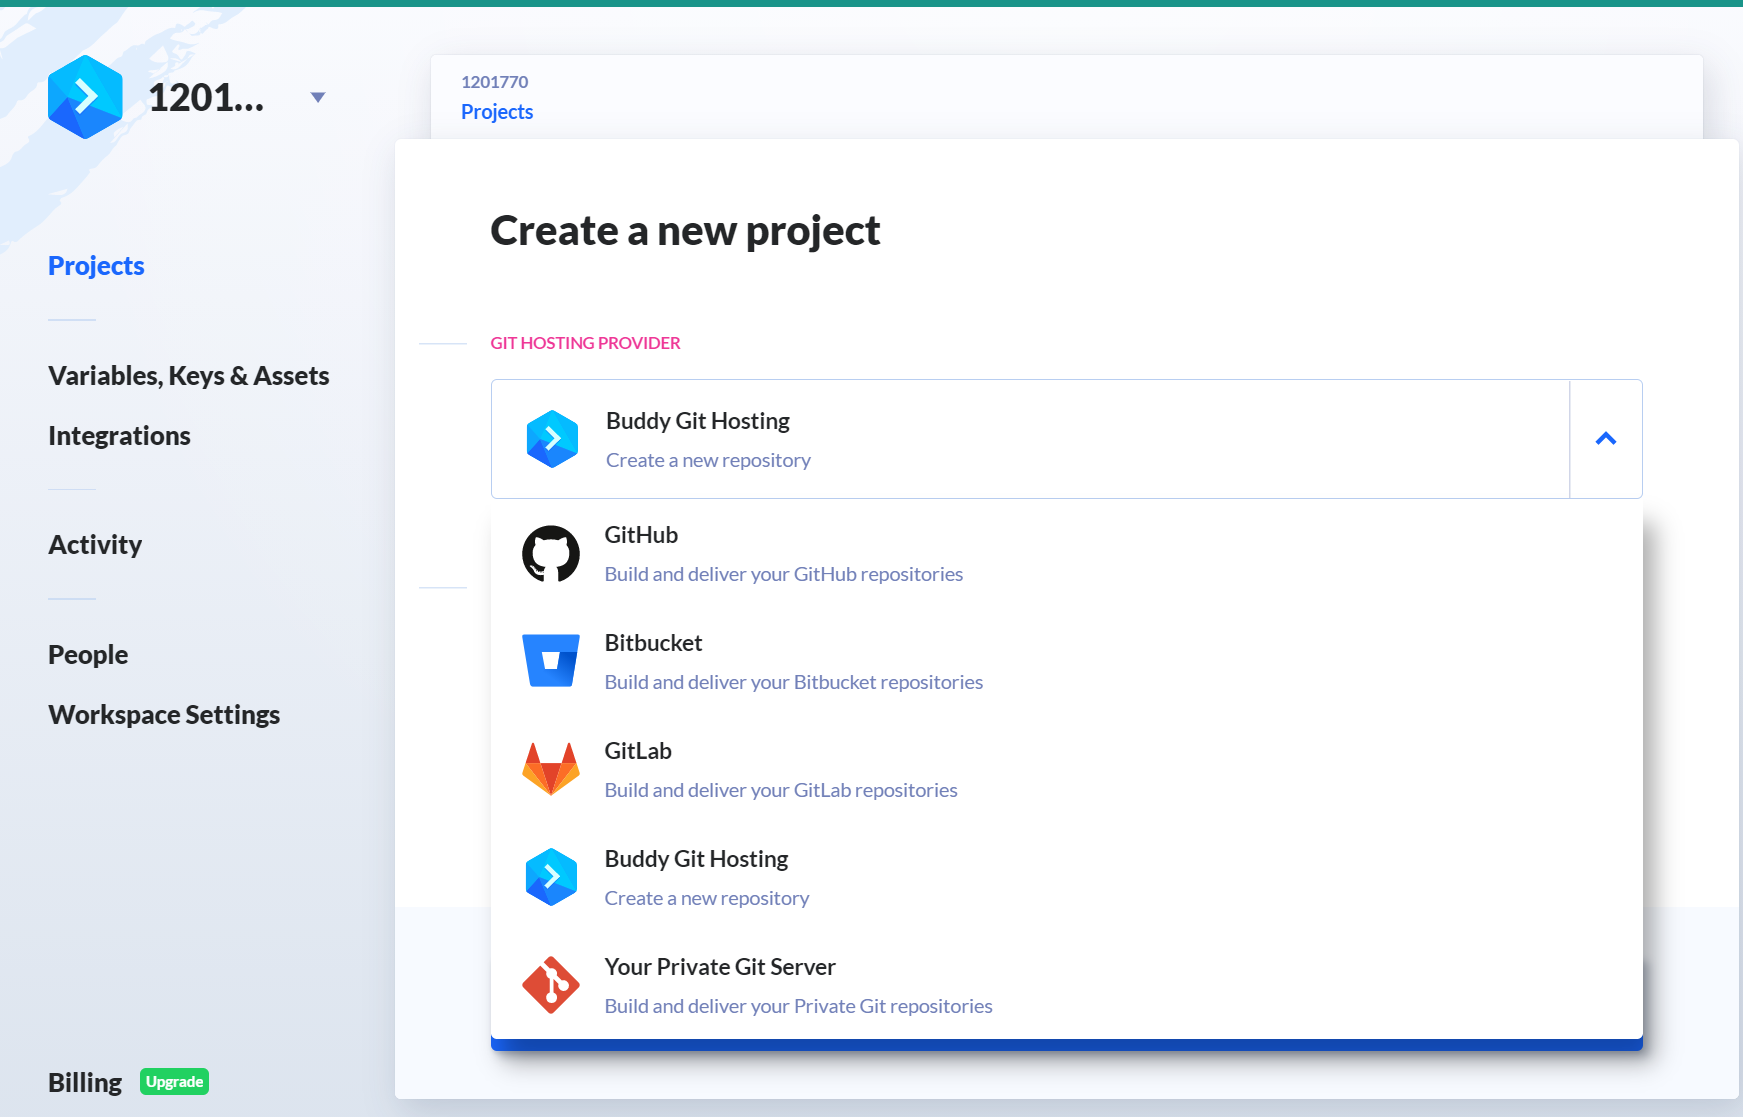 1201...
1201770
Projects
Projects
Variables, Keys & Assets
Integrations
Activity
People
Workspace Settings
Billing Upgrade
Create a new project
GIT HOSTING PROVIDER
Buddy Git Hosting
Create a new repository
GitHub
Build and deliver your GitHub repositories
Bitbucket
Build and deliver your Bitbucket repositories
GitLab
Build and deliver your GitLab repositories
Buddy Git Hosting
Create a new repository
Your Private Git Server
Build and deliver your Private Git repositories